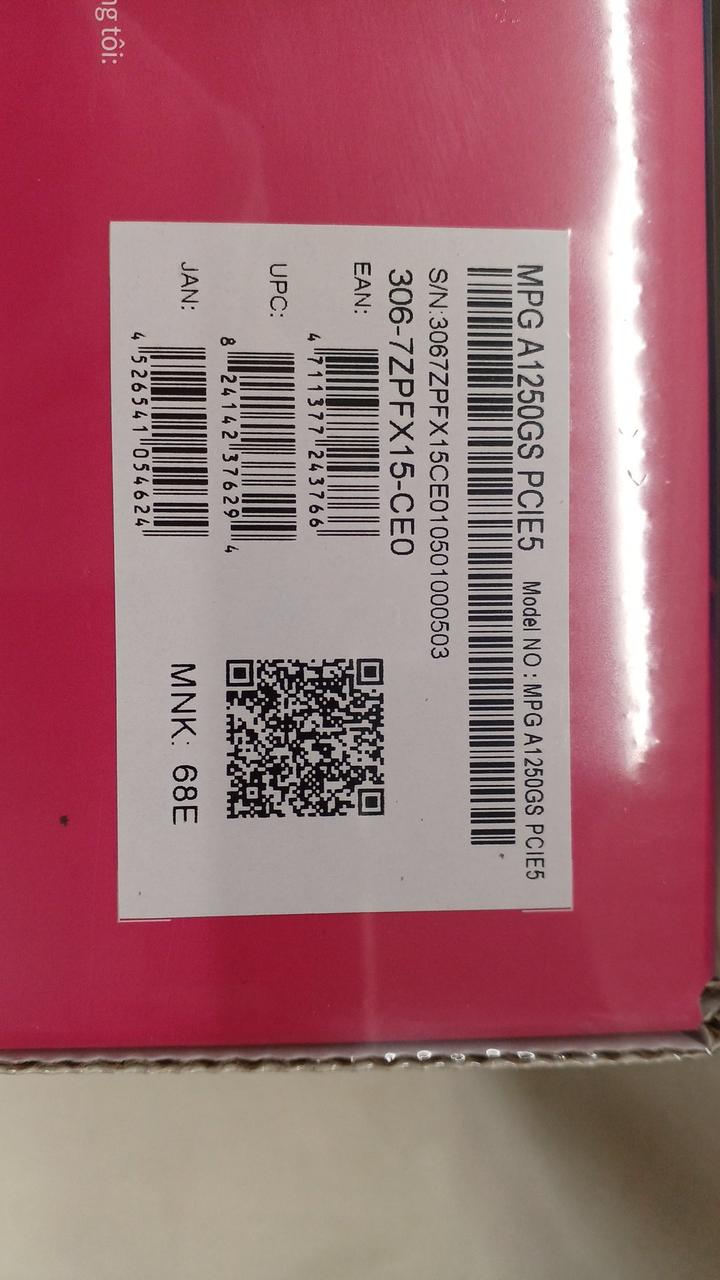 ng tôi:
MPG A1250GS PCIE5 Model NO : MPG A1250GS PCIE5
S/N:3067ZPFX15CE010501000503
306-7ZPFX15-CE0
EAN:
4 711377 243766
UPC:
8 24142 37629 4
JAN:
4 526541 054624
MNK: 68E